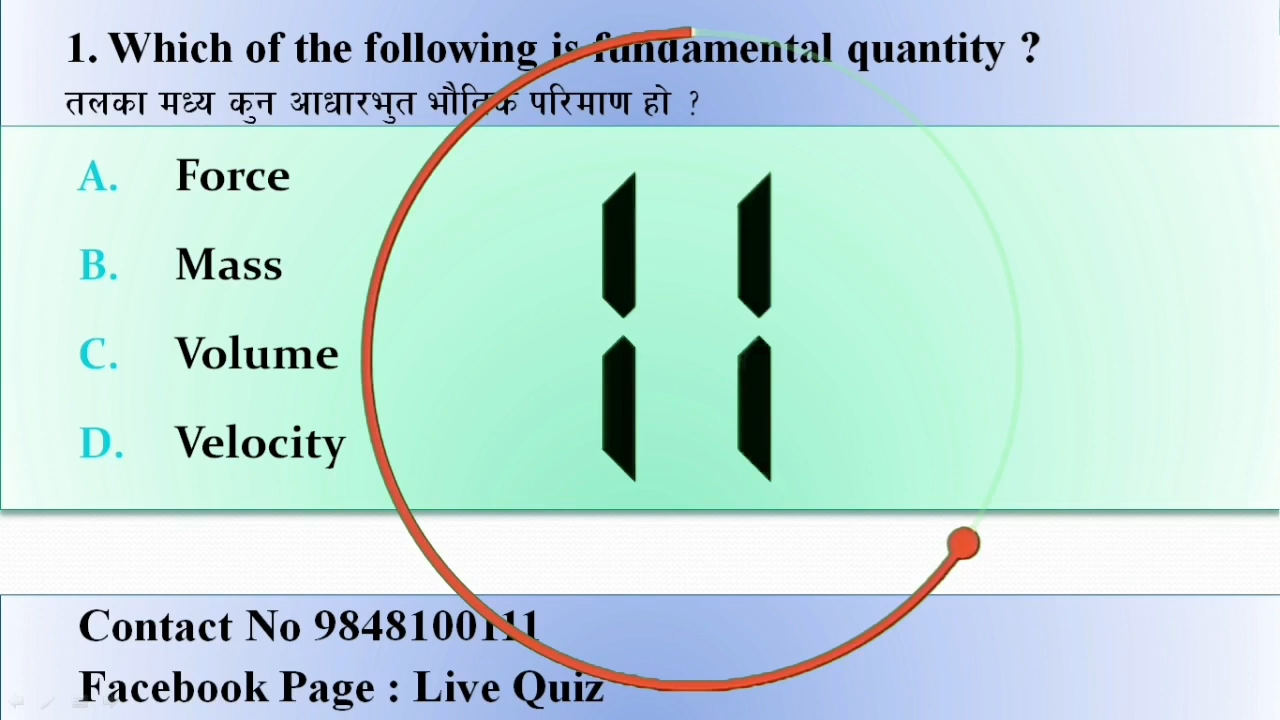 1. Which of the following is fundamental quantity ?
तलका मध्य कुन आधारभुत भौतिक परिमाण हो ?
A. Force
B. Mass
C. Volume
D. Velocity
11
Contact No 9848100111
Facebook Page : Live Quiz